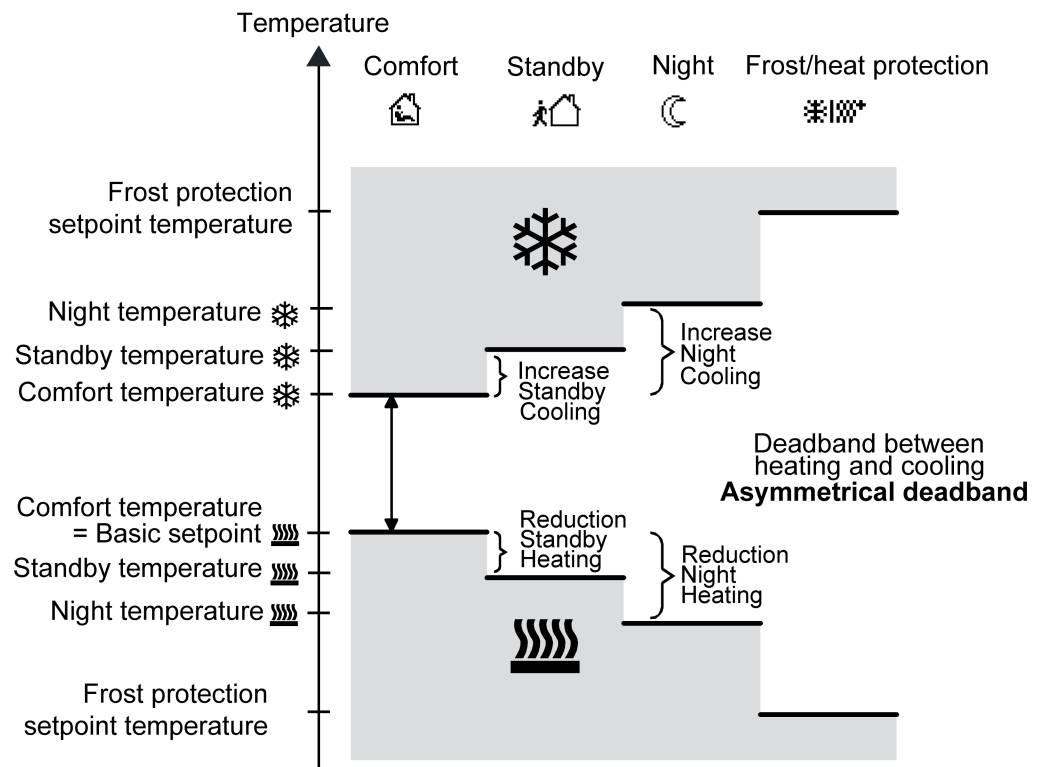 Temperature
Comfort
Standby
Night
Frost/heat protection
Frost protection
setpoint temperature
Night temperature
Standby temperature
Comfort temperature
Increase
Standby
Cooling
Increase
Night
Cooling
Deadband between
heating and cooling
Asymmetrical deadband
Comfort temperature
= Basic setpoint
Standby temperature
Night temperature
Reduction
Standby
Heating
Reduction
Night
Heating
Frost protection
setpoint temperature